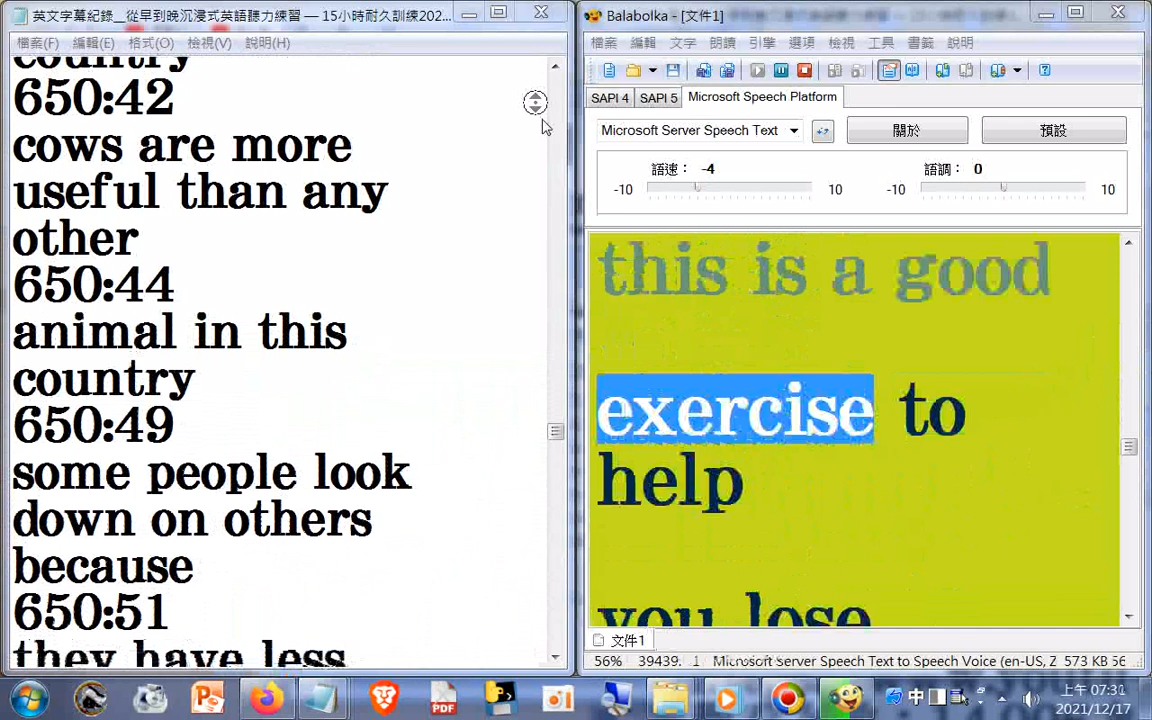 英文字幕紀錄__從早到晚沉浸式英語聽力練習 — 15小時耐久訓練202...
檔案(F) 編輯(E) 格式(O) 檢視(V) 說明(H)
country
650:42
cows are more
useful than any
other
650:44
animal in this
country
650:49
some people look
down on others
because
650:51
they have less
Balabolka - [文件1]
檔案 編輯 文字 朗讀 引擎 選項 檢視 工具 書籤 說明
SAPI 4 SAPI 5 Microsoft Speech Platform
Microsoft Server Speech Text 關於 預設
語速： -4 語調： 0
-10 10 -10 10
this is a good
exercise to
help
you lose
文件1
56% 39439. 1 Microsoft server Speech Text to Speech Voice (en-US, Z 573 KB 56
PDF 中 上午 07:31
2021/12/17